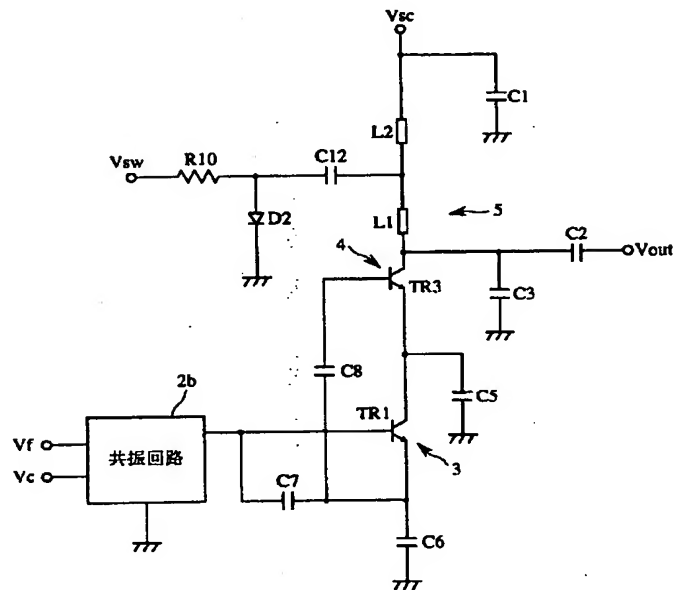 Vsc
C1
L2
Vsw
R10
C12
D2
L1
5
C2
Vout
4
TR3
C3
C8
C5
2b
TR1
3
Vf
Vc
共振回路
C7
C6